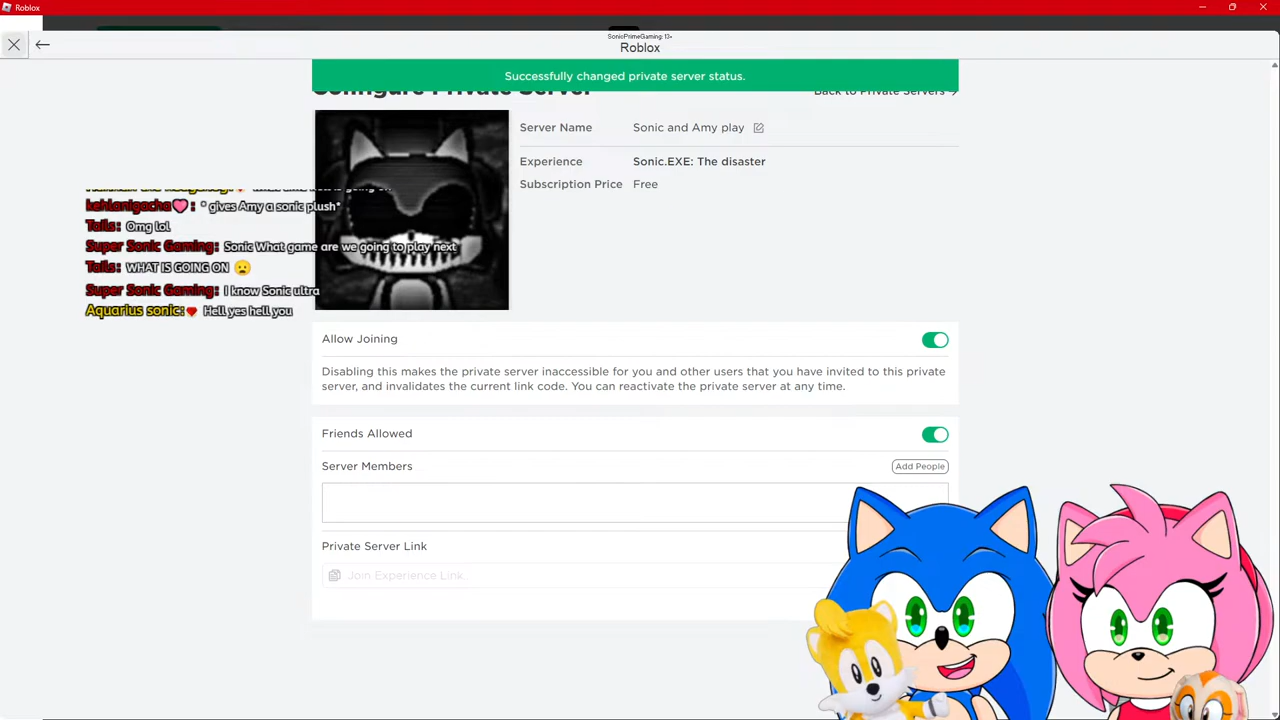 Roblox
SonicPrimeGaming: 13+
Roblox
Successfully changed private server status.
Configure Private Server
Back to Private Servers
Server Name
Sonic and Amy play
Experience
Sonic.EXE: The disaster
Subscription Price
Free
kehlanigacha: * gives Amy a sonic plush*
Tails: Omg lol
Super Sonic Gaming: Sonic What game are we going to play next
Tails: WHAT IS GOING ON 😦
Super Sonic Gaming: I know Sonic ultra
Aquarius sonic: Hell yes hell you
Allow Joining
Disabling this makes the private server inaccessible for you and other users that you have invited to this private
server, and invalidates the current link code. You can reactivate the private server at any time.
Friends Allowed
Server Members
Add People
Private Server Link
Join Experience Link.